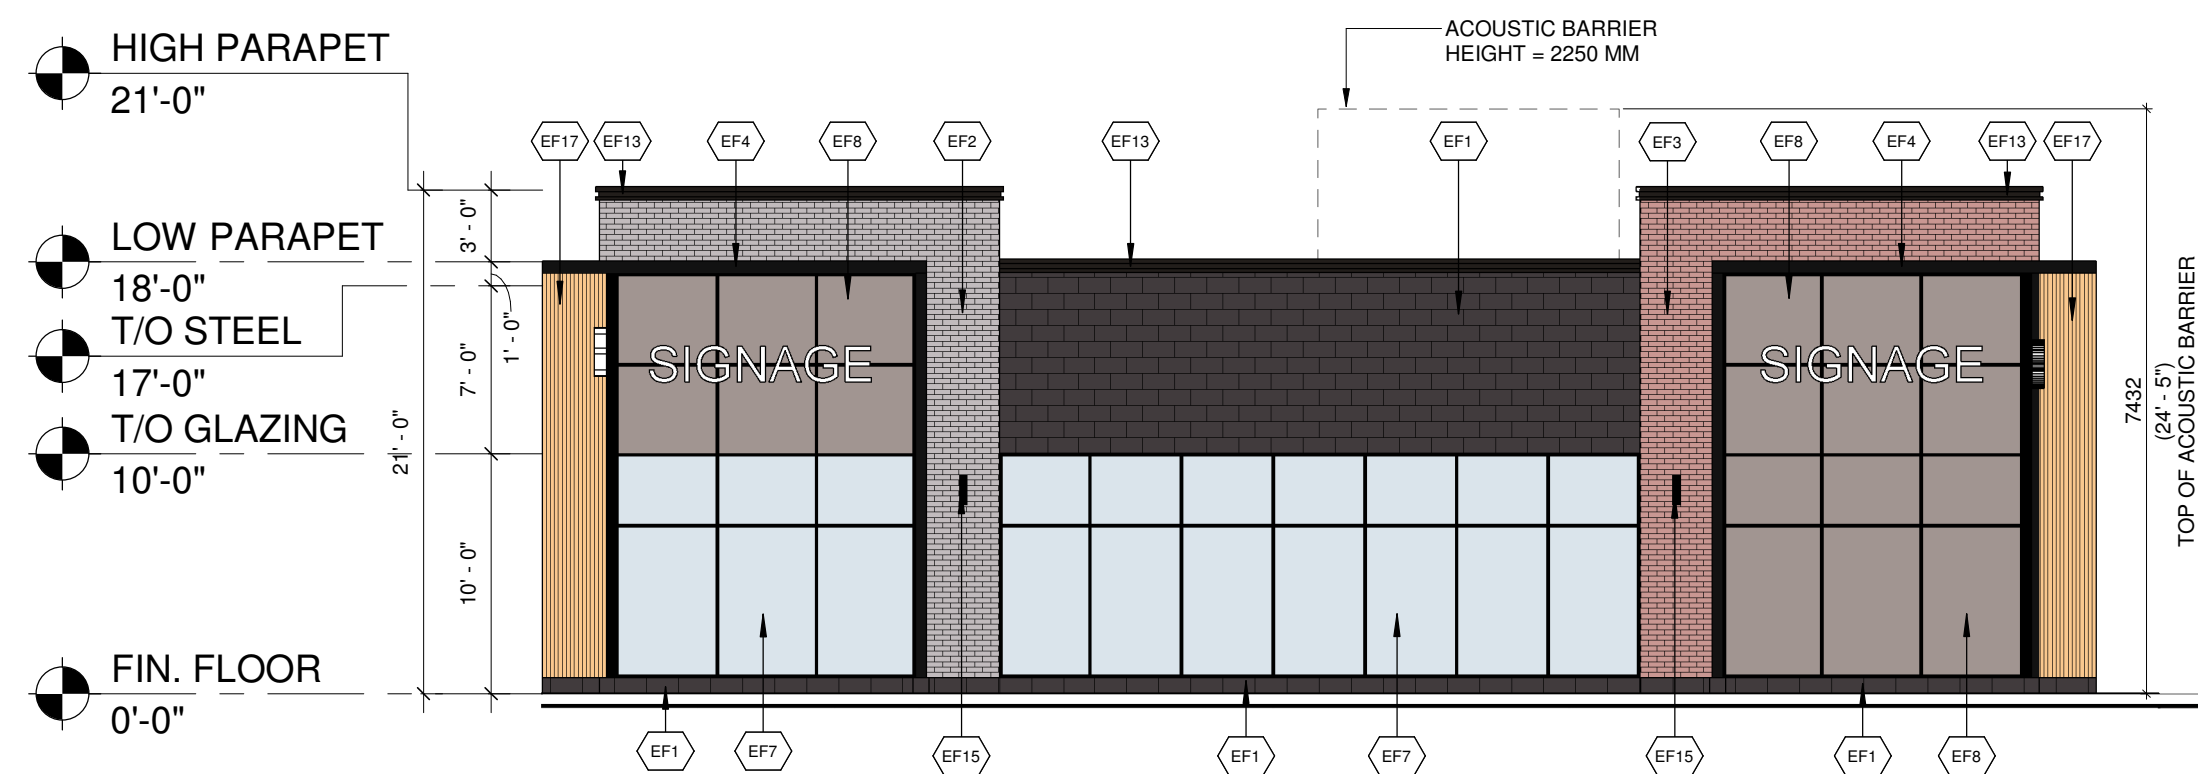 ACOUSTIC BARRIER
HEIGHT = 2250 MM
HIGH PARAPET
21'-0"
EF17
EF13
EF4
EF8
EF2
EF13
EF1
EF3
EF8
EF4
EF13
EF17
LOW PARAPET
18'-0"
T/O STEEL
17'-0"
T/O GLAZING
10'-0"
FIN. FLOOR
0'-0"
21' - 0"
3' - 0"
1' - 0"
7' - 0"
10' - 0"
SIGNAGE
SIGNAGE
7432
(24' - 5")
TOP OF ACOUSTIC BARRIER
EF1
EF7
EF15
EF1
EF7
EF15
EF1
EF8